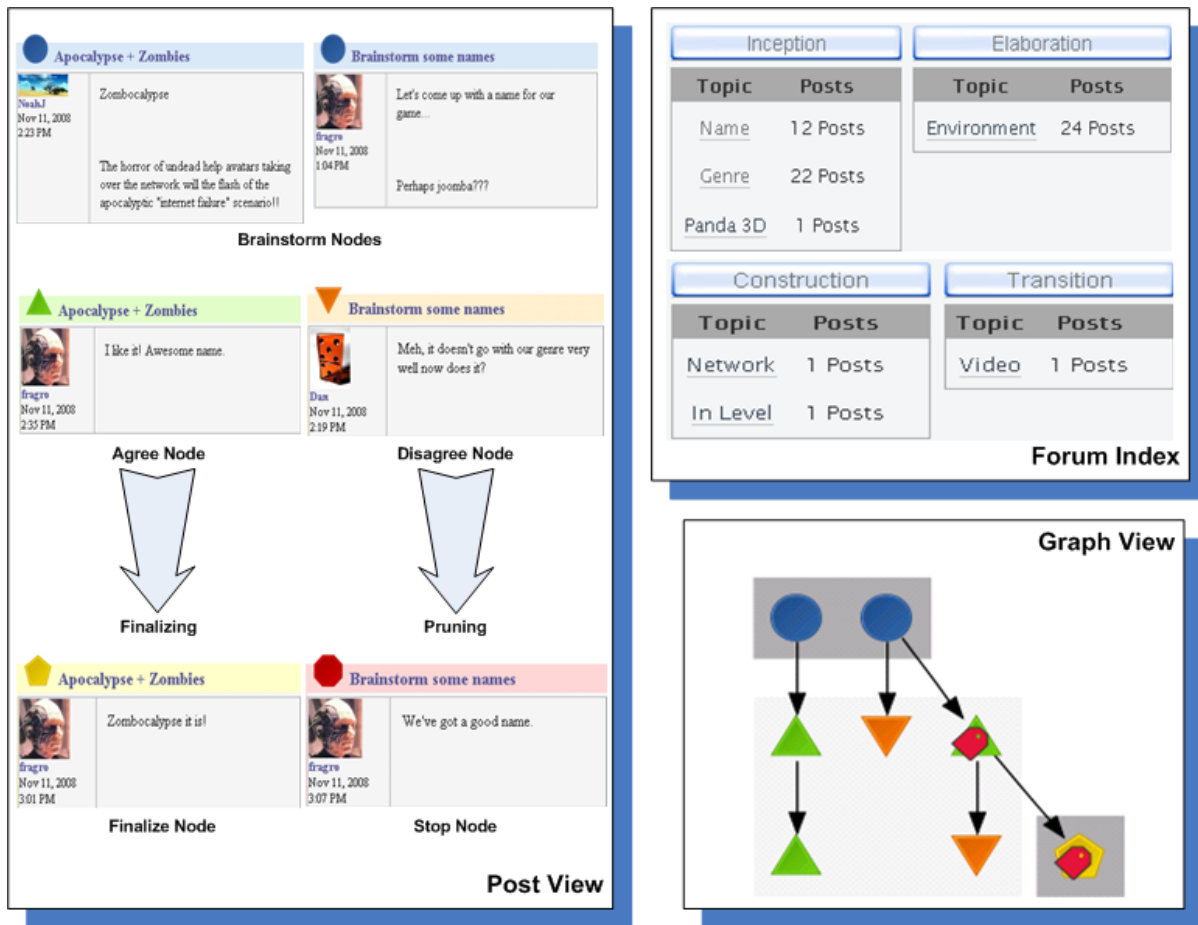 Apocalypse + Zombies
NoahJ
Nov 11, 2008
2:23 PM
Zombocalypse
The horror of undead help avatars taking
over the network will the flash of the
apocalyptic "internet failure" scenario!!
Brainstorm some names
fragro
Nov 11, 2008
1:04 PM
Let's come up with a name for our
game...
Perhaps joomba???
Brainstorm Nodes
Apocalypse + Zombies
fragro
Nov 11, 2008
2:35 PM
I like it! Awesome name.
Agree Node
Brainstorm some names
Dan
Nov 11, 2008
2:19 PM
Meh, it doesn't go with our genre very
well now does it?
Disagree Node
Finalizing
Pruning
Apocalypse + Zombies
fragro
Nov 11, 2008
3:01 PM
Zombocalypse it is!
Finalize Node
Brainstorm some names
fragro
Nov 11, 2008
3:07 PM
We've got a good name.
Stop Node
Post View
Inception
Topic Posts
Name 12 Posts
Genre 22 Posts
Panda 3D 1 Posts
Elaboration
Topic Posts
Environment 24 Posts
Construction
Topic Posts
Network 1 Posts
In Level 1 Posts
Transition
Topic Posts
Video 1 Posts
Forum Index
Graph View